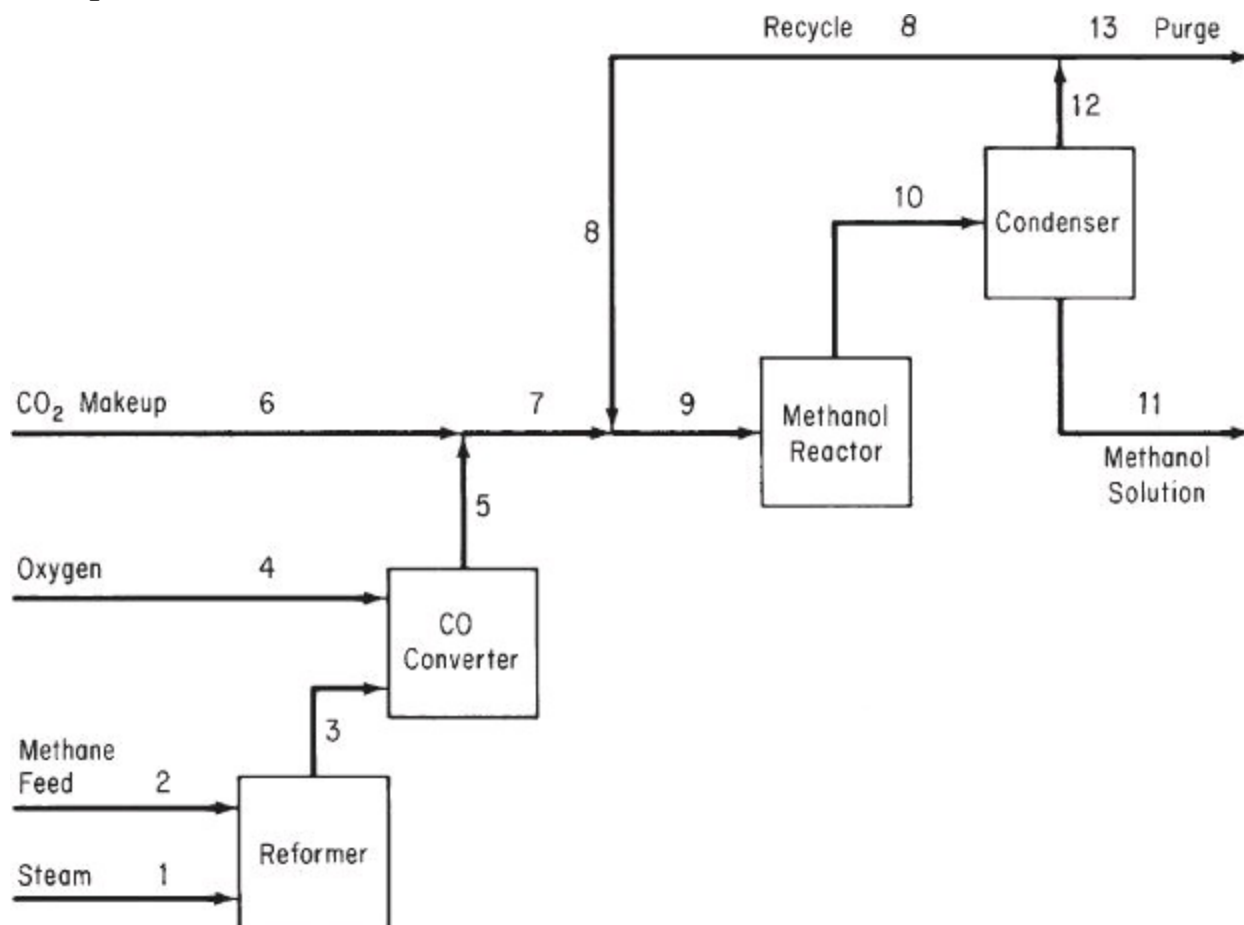 Recycle 8 13 Purge
12
10
Condenser
8
CO₂ Makeup 6 7 9
Methanol
Reactor
11
Methanol
Solution
5
Oxygen 4
CO
Converter
3
Methane
Feed 2
Reformer
Steam 1